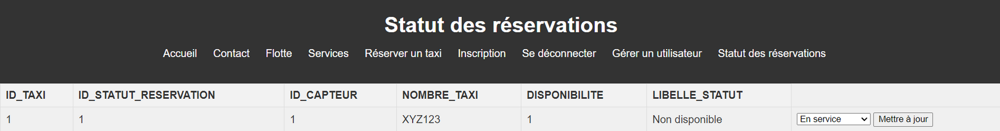 Statut des réservations
Accueil Contact Flotte Services Réserver un taxi Inscription Se déconnecter Gérer un utilisateur Statut des réservations
ID_TAXI ID_STATUT_RESERVATION ID_CAPTEUR NOMBRE_TAXI DISPONIBILITE LIBELLE_STATUT
1 1 1 XYZ123 1 Non disponible En service Mettre à jour